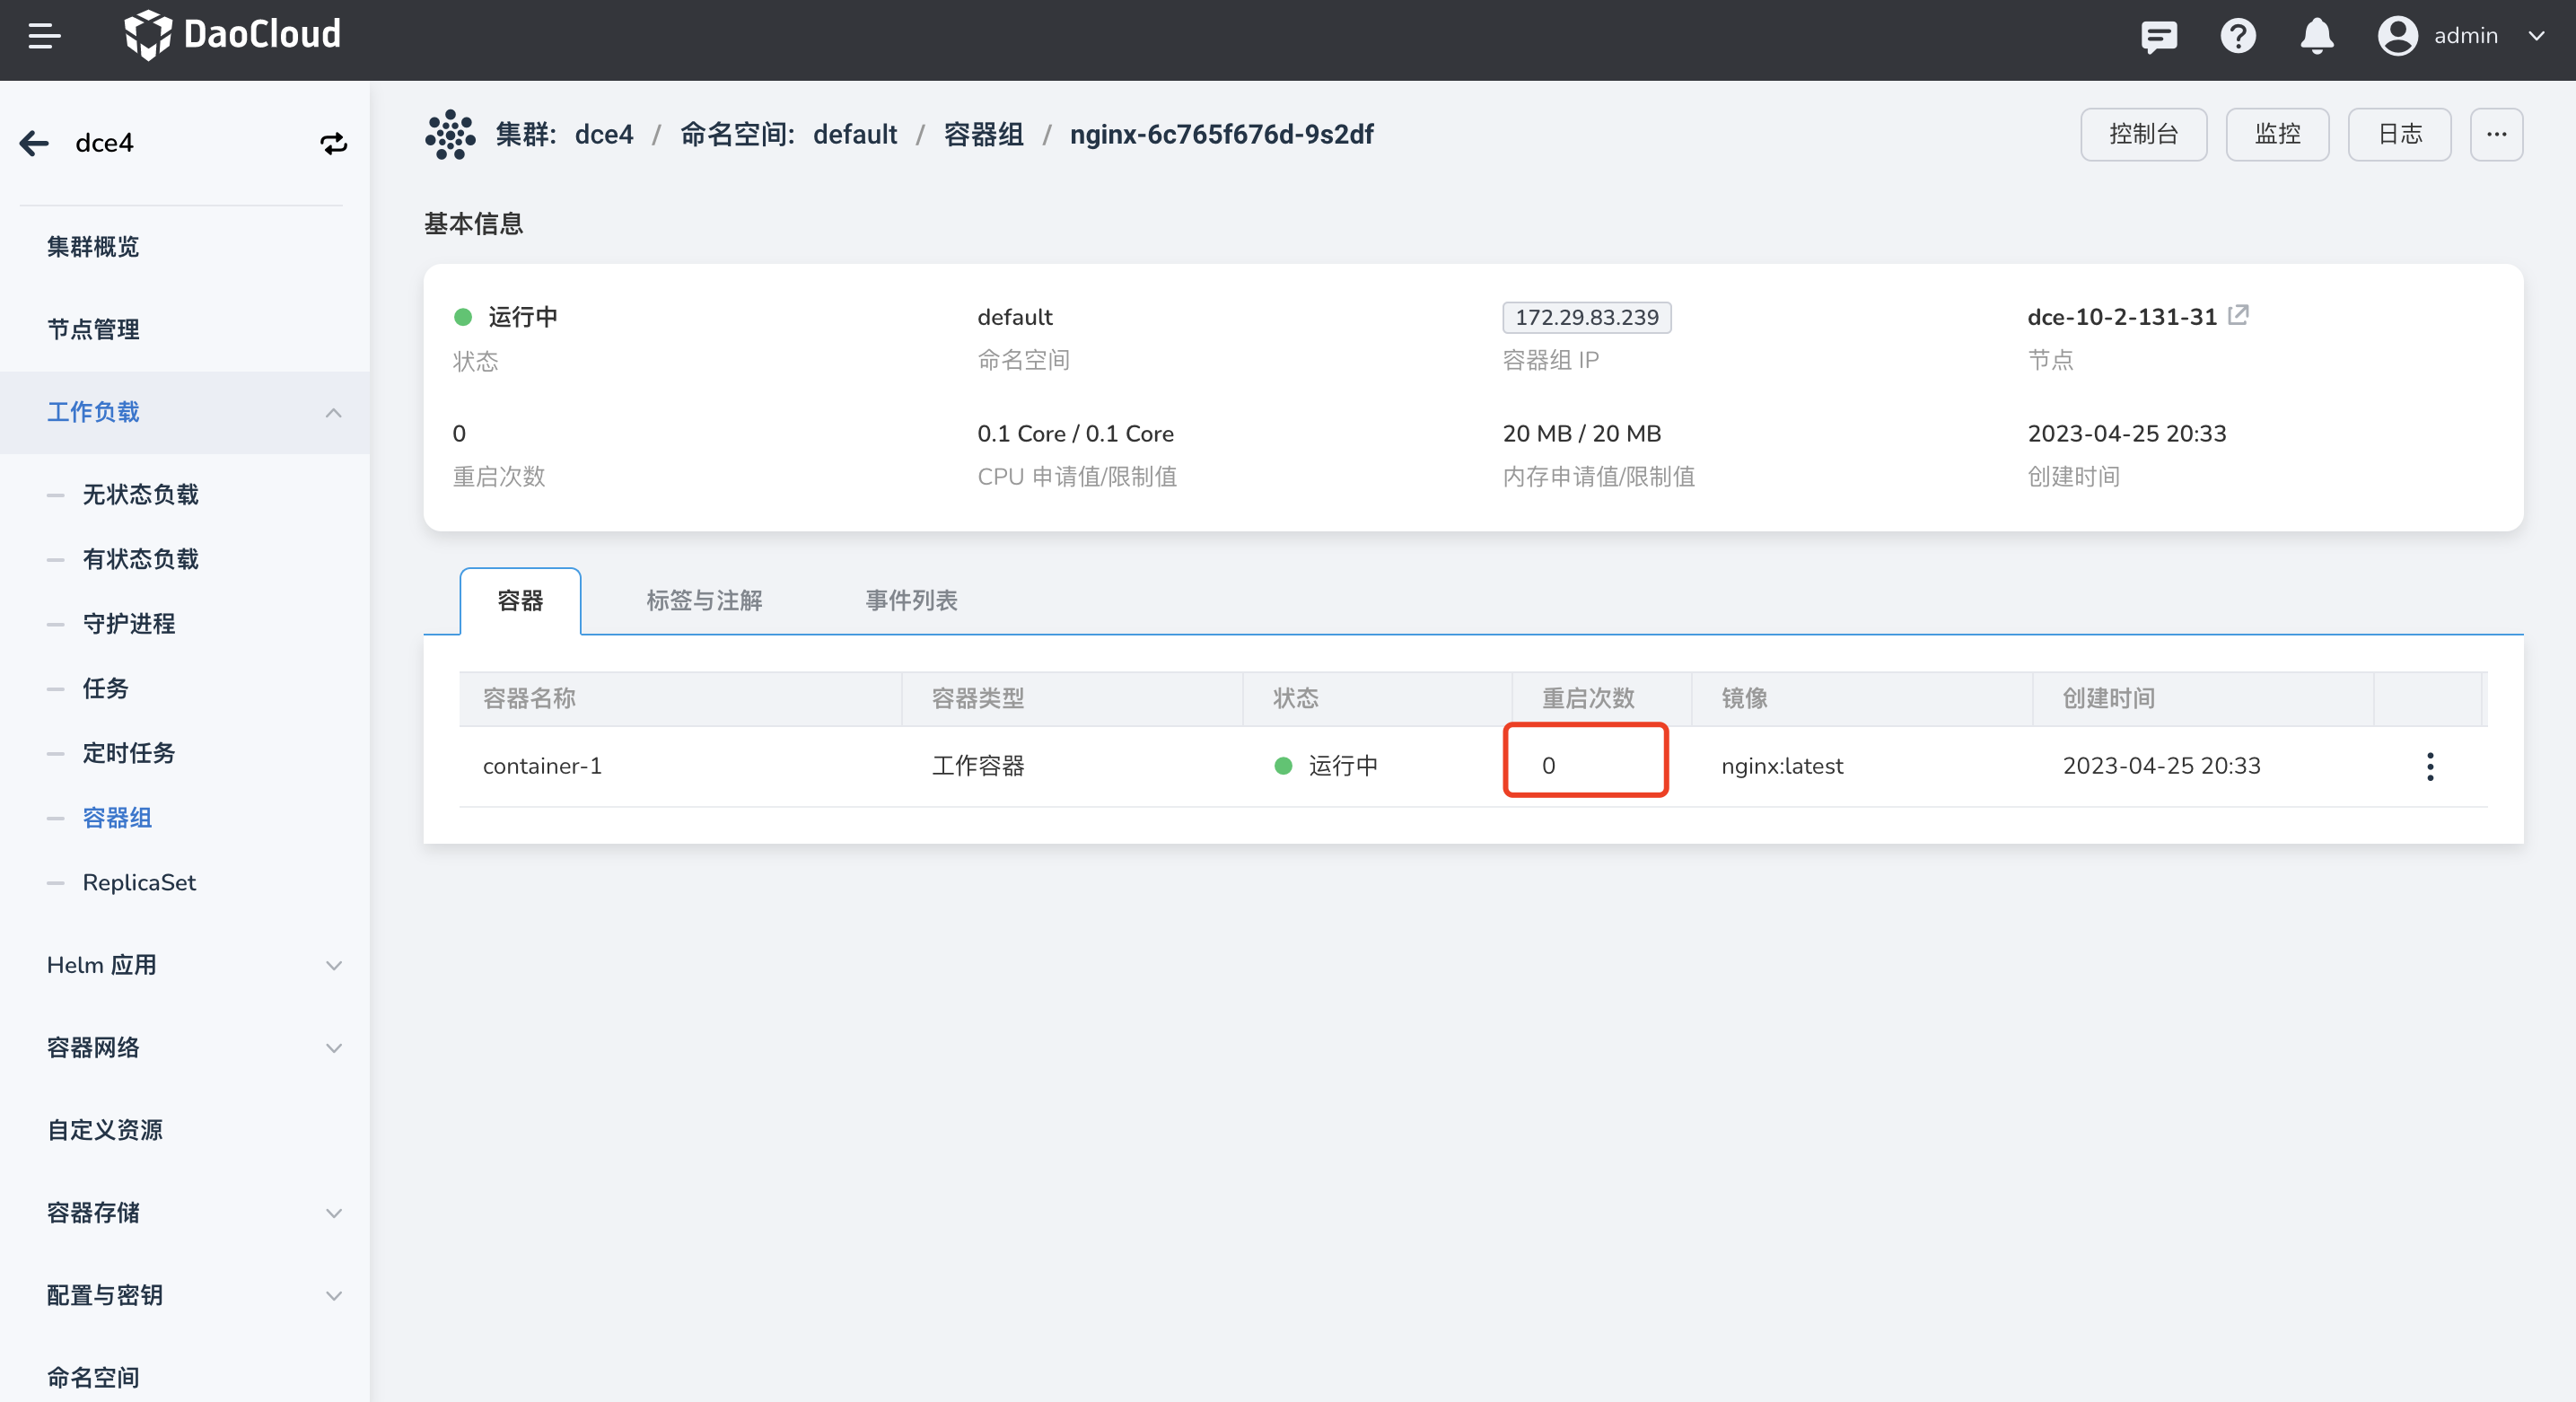 DaoCloud
admin
dce4
集群概览
节点管理
工作负载
无状态负载
有状态负载
守护进程
任务
定时任务
容器组
ReplicaSet
Helm 应用
容器网络
自定义资源
容器存储
配置与密钥
命名空间
集群: dce4 / 命名空间: default / 容器组 / nginx-6c765f676d-9s2df
控制台 监控 日志 ···
基本信息
运行中 default 172.29.83.239 dce-10-2-131-31
状态 命名空间 容器组 IP 节点
0 0.1 Core / 0.1 Core 20 MB / 20 MB 2023-04-25 20:33
重启次数 CPU 申请值/限制值 内存申请值/限制值 创建时间
容器 标签与注解 事件列表
容器名称 容器类型 状态 重启次数 镜像 创建时间
container-1 工作容器 运行中 0 nginx:latest 2023-04-25 20:33